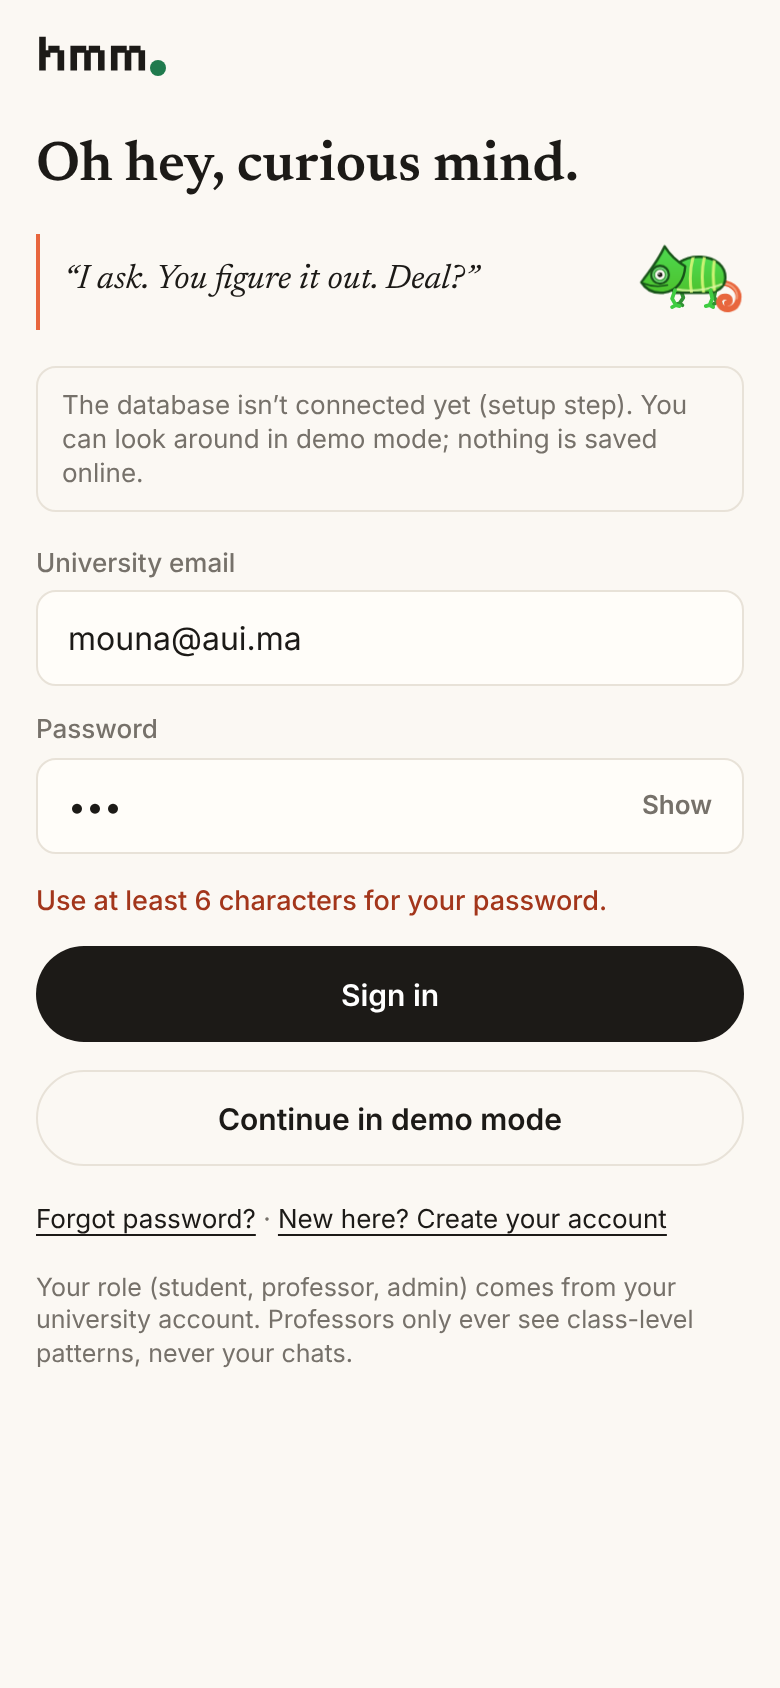 hmm.
Oh hey, curious mind.
“I ask. You figure it out. Deal?”
The database isn’t connected yet (setup step). You
can look around in demo mode; nothing is saved
online.
University email
mouna@aui.ma
Password
•••
Show
Use at least 6 characters for your password.
Sign in
Continue in demo mode
Forgot password? · New here? Create your account
Your role (student, professor, admin) comes from your
university account. Professors only ever see class-level
patterns, never your chats.